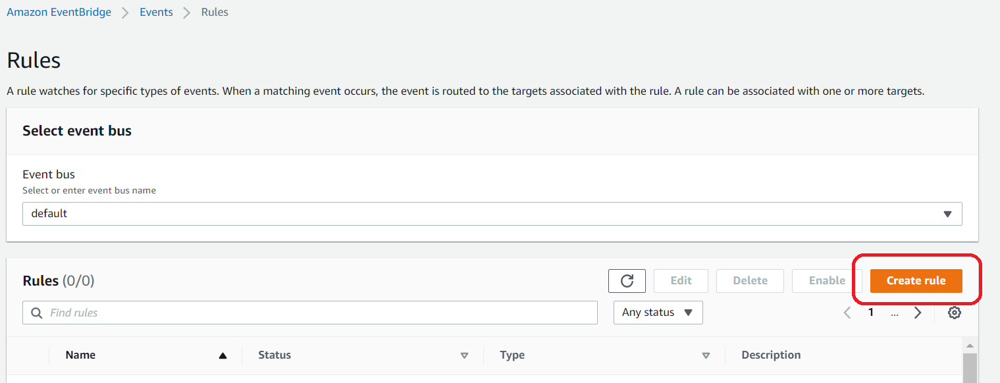 Amazon EventBridge > Events > Rules
Rules
A rule watches for specific types of events. When a matching event occurs, the event is routed to the targets associated with the rule. A rule can be associated with one or more targets.
Select event bus
Event bus
Select or enter event bus name
default
Rules (0/0) Edit Delete Enable Create rule
Find rules Any status 1 ...
Name Status Type Description